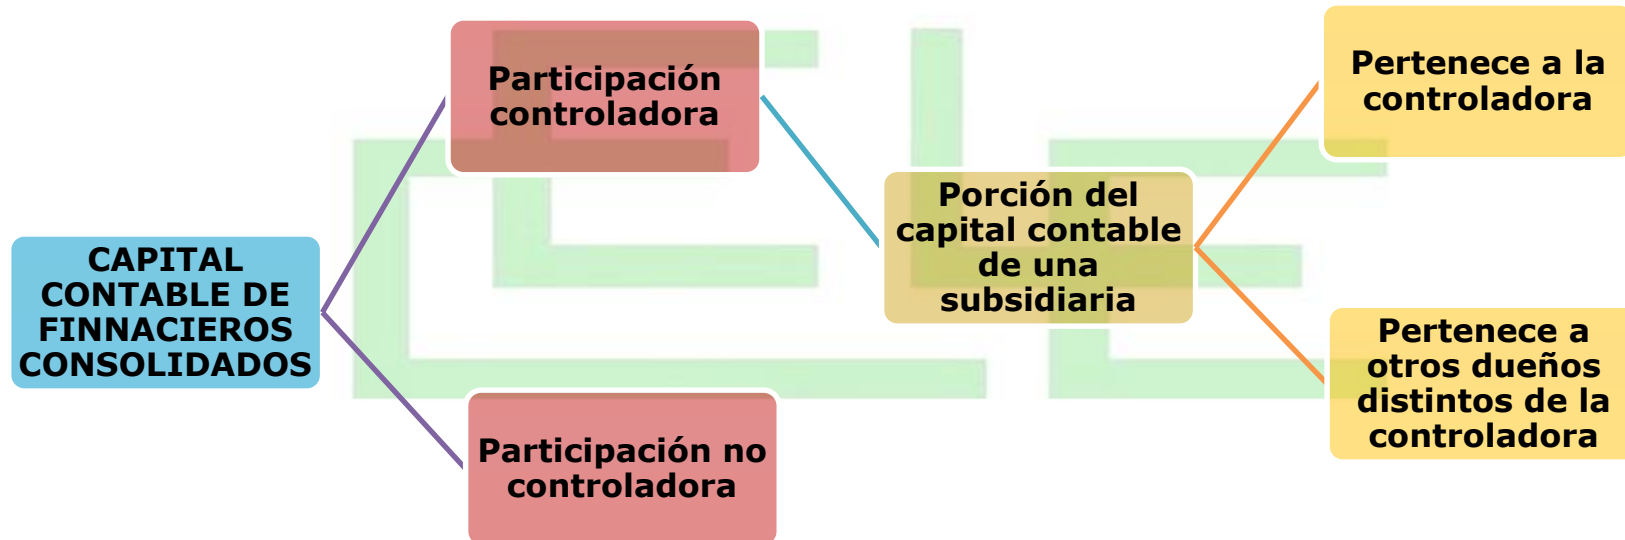 CAPITAL
CONTABLE DE
FINNACIEROS
CONSOLIDADOS
Participación
controladora
Participación no
controladora
Porción del
capital contable
de una
subsidiaria
Pertenece a la
controladora
Pertenece a
otros dueños
distintos de la
controladora